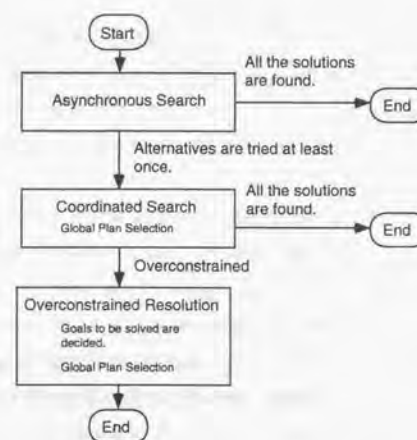 Start
Asynchronous Search
All the solutions
are found.
End
Alternatives are tried at least
once.
Coordinated Search
Global Plan Selection
All the solutions
are found.
End
Overconstrained
Overconstrained Resolution
Goals to be solved are
decided.
Global Plan Selection
End